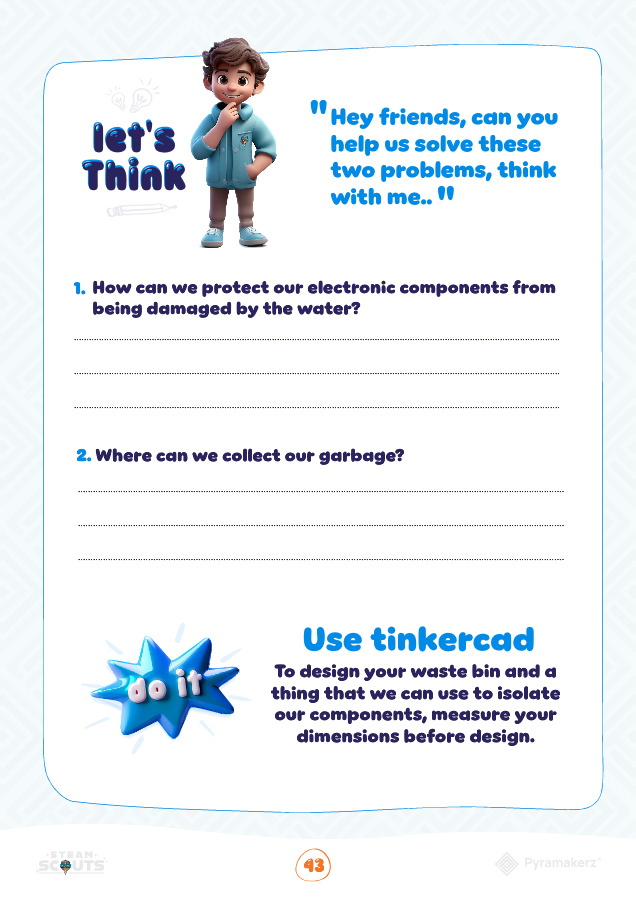 let's
Think
"Hey friends, can you
help us solve these
two problems, think
with me.. "
1. How can we protect our electronic components from
being damaged by the water?
2. Where can we collect our garbage?
do it
Use tinkercad
To design your waste bin and a
thing that we can use to isolate
our components, measure your
dimensions before design.
STEAM
SCOUTS
43
Pyramakerz